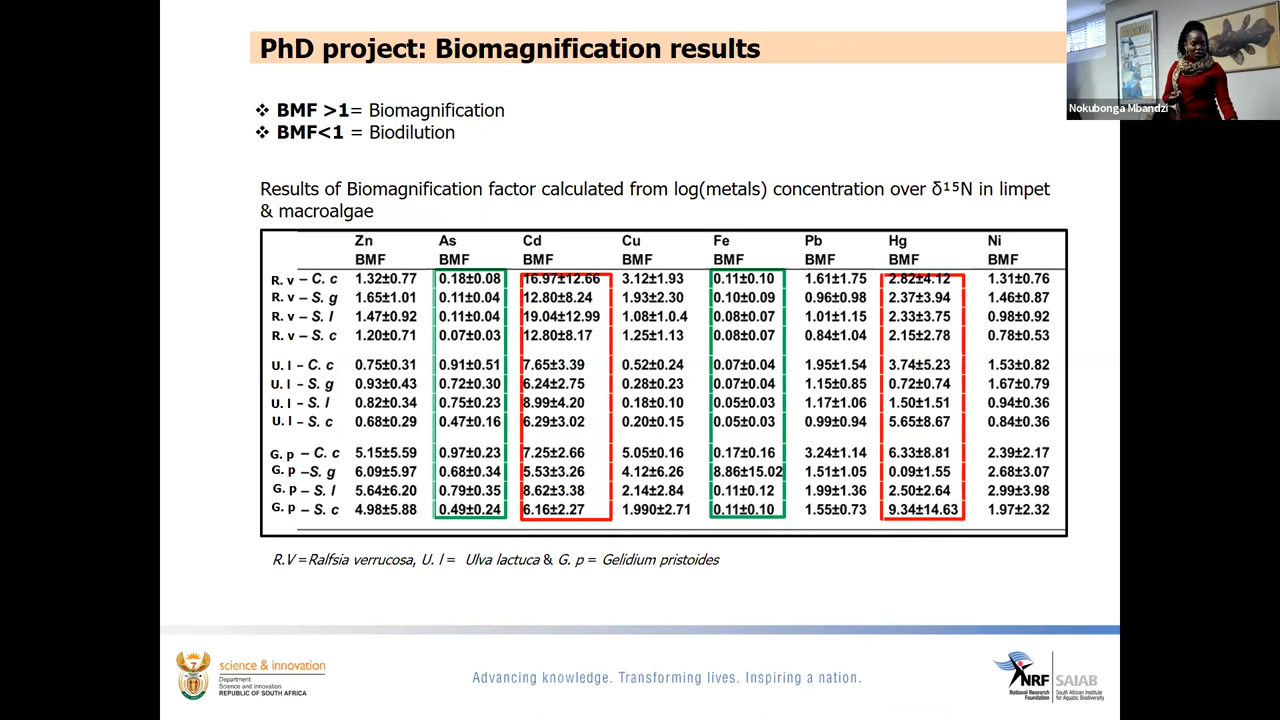 PhD project: Biomagnification results
Nokubonga Mbandzi
❖ BMF >1= Biomagnification
❖ BMF<1 = Biodilution
Results of Biomagnification factor calculated from log(metals) concentration over δ¹⁵N in limpet
& macroalgae
Zn As Cd Cu Fe Pb Hg Ni
BMF BMF BMF BMF BMF BMF BMF BMF
R. v – C. c 1.32±0.77 0.18±0.08 16.97±12.66 3.12±1.93 0.11±0.10 1.61±1.75 2.82±4.12 1.31±0.76
R. v – S. g 1.65±1.01 0.11±0.04 12.80±8.24 1.93±2.30 0.10±0.09 0.96±0.98 2.37±3.94 1.46±0.87
R. v – S. l 1.47±0.92 0.11±0.04 19.04±12.99 1.08±1.0.4 0.08±0.07 1.01±1.15 2.33±3.75 0.98±0.92
R. v – S. c 1.20±0.71 0.07±0.03 12.80±8.17 1.25±1.13 0.08±0.07 0.84±1.04 2.15±2.78 0.78±0.53
U. l – C. c 0.75±0.31 0.91±0.51 7.65±3.39 0.52±0.24 0.07±0.04 1.95±1.54 3.74±5.23 1.53±0.82
U. l – S. g 0.93±0.43 0.72±0.30 6.24±2.75 0.28±0.23 0.07±0.04 1.15±0.85 0.72±0.74 1.67±0.79
U. l – S. l 0.82±0.34 0.75±0.23 8.99±4.20 0.18±0.10 0.05±0.03 1.17±1.06 1.50±1.51 0.94±0.36
U. l – S. c 0.68±0.29 0.47±0.16 6.29±3.02 0.20±0.15 0.05±0.03 0.99±0.94 5.65±8.67 0.84±0.36
G. p – C. c 5.15±5.59 0.97±0.23 7.25±2.66 5.05±0.16 0.17±0.16 3.24±1.14 6.33±8.81 2.39±2.17
G. p –S. g 6.09±5.97 0.68±0.34 5.53±3.26 4.12±6.26 8.86±15.02 1.51±1.05 0.09±1.55 2.68±3.07
G. p – S. l 5.64±6.20 0.79±0.35 8.62±3.38 2.14±2.84 0.11±0.12 1.99±1.36 2.50±2.64 2.99±3.98
G. p – S. c 4.98±5.88 0.49±0.24 6.16±2.27 1.990±2.71 0.11±0.10 1.55±0.73 9.34±14.63 1.97±2.32
R.V =Ralfsia verrucosa, U. l = Ulva lactuca & G. p = Gelidium pristoides
science & innovation
Department:
Science and innovation
REPUBLIC OF SOUTH AFRICA
Advancing knowledge. Transforming lives. Inspiring a nation.
NRF SAIAB
National Research
Foundation
South African Institute
for Aquatic Biodiversity